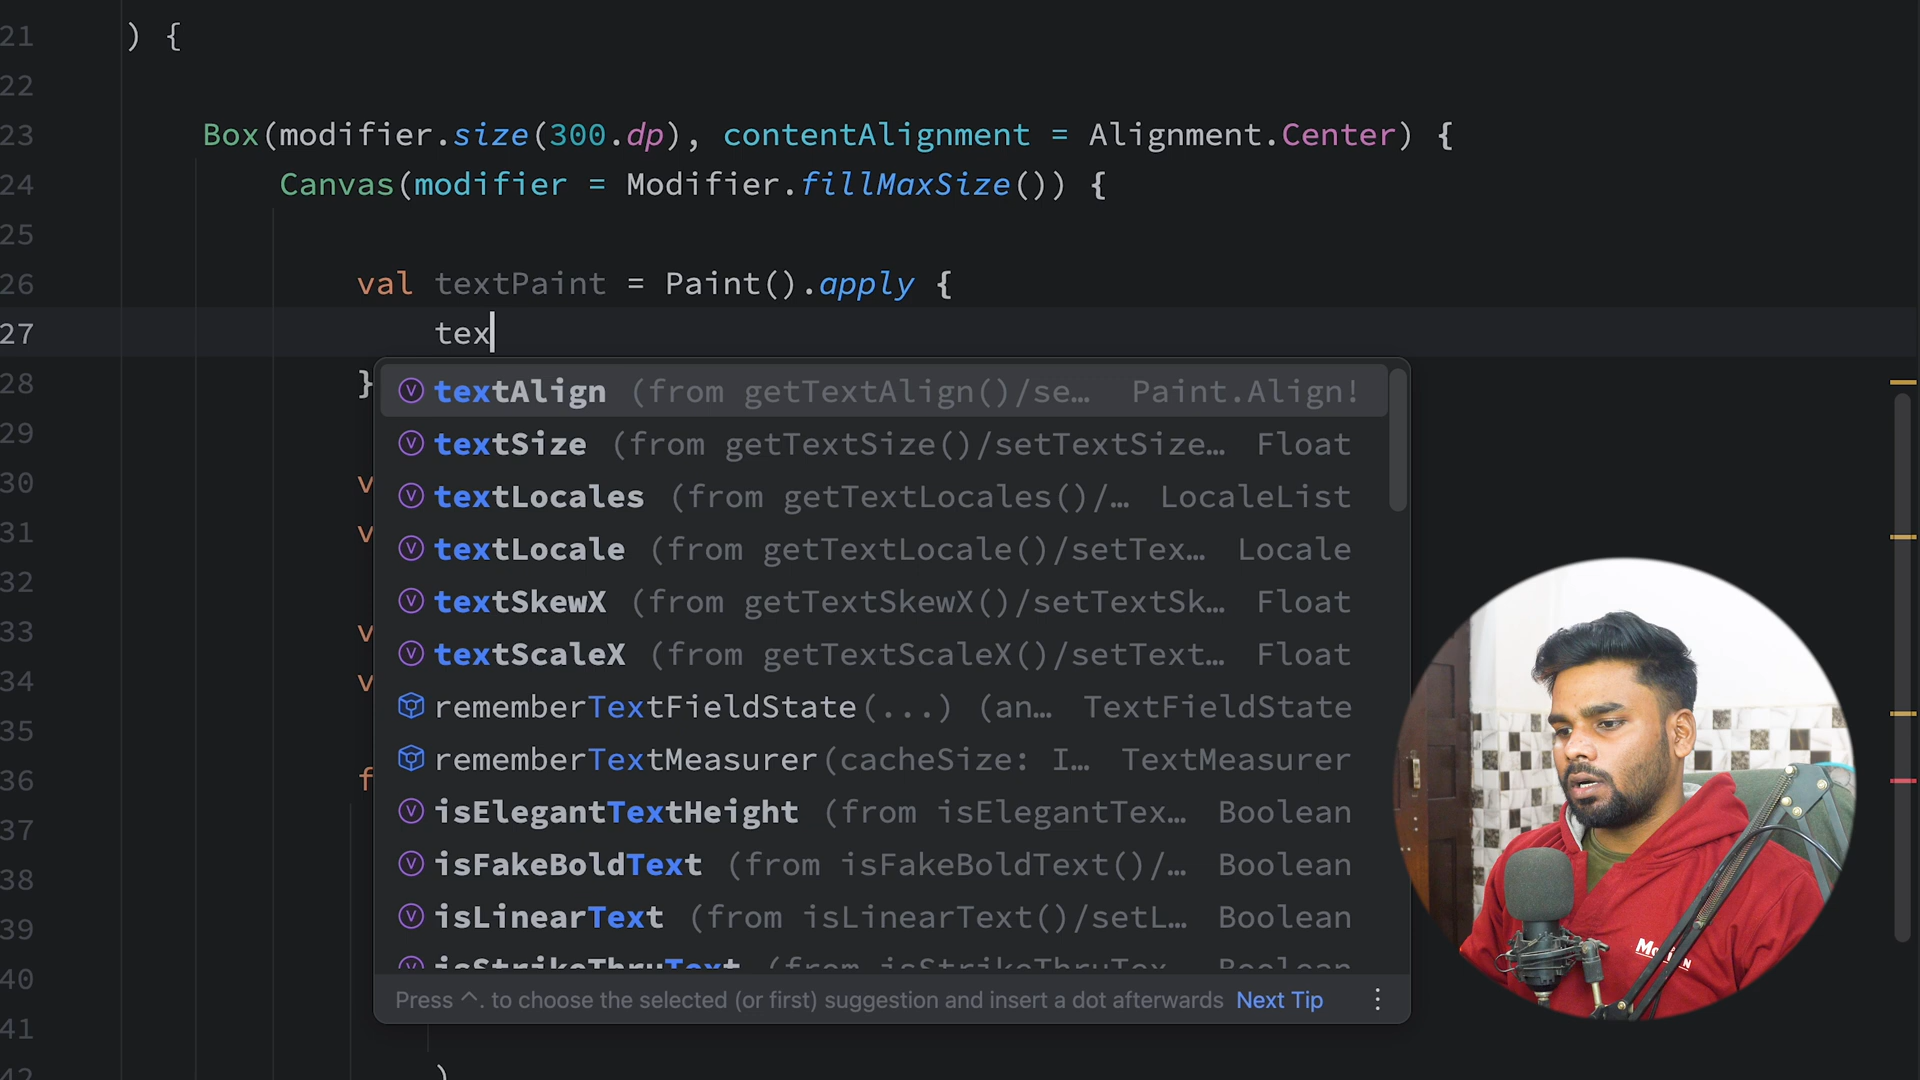 21 ) {
22
23 Box(modifier.size(300.dp), contentAlignment = Alignment.Center) {
24 Canvas(modifier = Modifier.fillMaxSize()) {
25
26 val textPaint = Paint().apply {
27 tex
28 }
textAlign (from getTextAlign()/se… Paint.Align!
textSize (from getTextSize()/setTextSize… Float
29
30 v
textLocales (from getTextLocales()/… LocaleList
31 v
textLocale (from getTextLocale()/setTex… Locale
32
textSkewX (from getTextSkewX()/setTextSk… Float
33 v
textScaleX (from getTextScaleX()/setText… Float
34 v
rememberTextFieldState(...) (an… TextFieldState
35
rememberTextMeasurer(cacheSize: I… TextMeasurer
36 f
isElegantTextHeight (from isElegantTex… Boolean
37
isFakeBoldText (from isFakeBoldText()/… Boolean
38
isLinearText (from isLinearText()/setL… Boolean
39
isStrikeThruText (from isStrikeThruTex… Boolean
40
Press ^. to choose the selected (or first) suggestion and insert a dot afterwards Next Tip
41
42 )